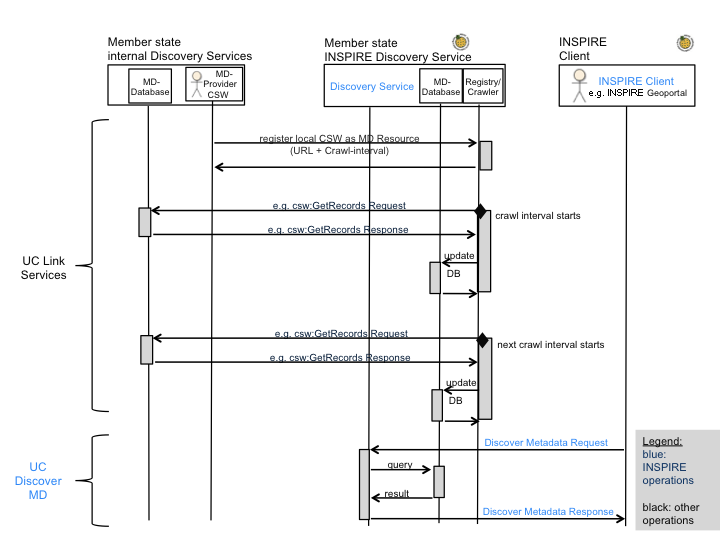 Member state
internal Discovery Services
Member state
INSPIRE Discovery Service
INSPIRE
Client
MD-
Database
MD-
Provider
CSW
Discovery Service
MD-
Database
Registry/
Crawler
INSPIRE Client
e.g. INSPIRE Geoportal
register local CSW as MD Resource
(URL + Crawl-interval)
e.g. csw:GetRecords Request
crawl interval starts
e.g. csw:GetRecords Response
update
DB
UC Link
Services
e.g. csw:GetRecords Request
next crawl interval starts
e.g. csw:GetRecords Response
update
DB
Discover Metadata Request
query
result
Discover Metadata Response
UC
Discover
MD
Legend:
blue:
INSPIRE
operations
black: other
operations